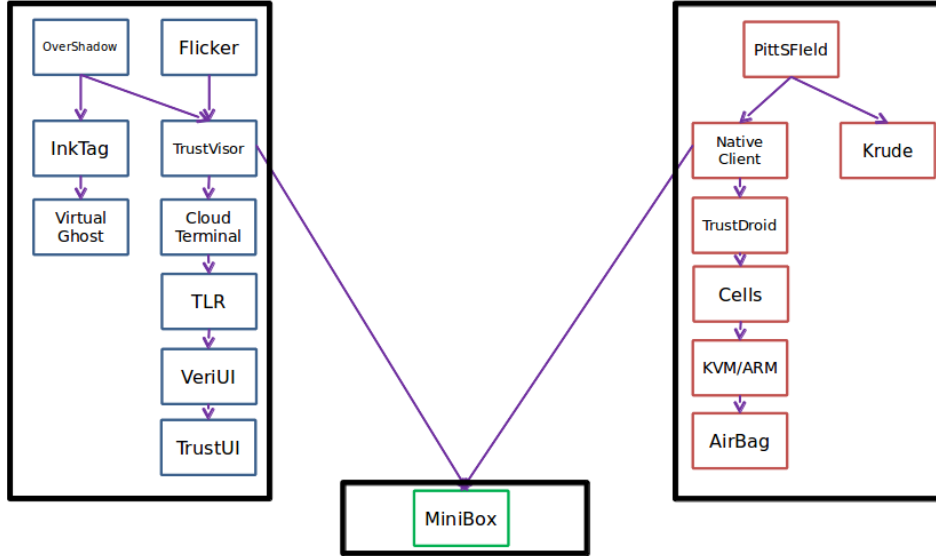 OverShadow
Flicker
InkTag
TrustVisor
Virtual
Ghost
Cloud
Terminal
TLR
VeriUI
TrustUI
PittSFIeld
Native
Client
Krude
TrustDroid
Cells
KVM/ARM
AirBag
MiniBox